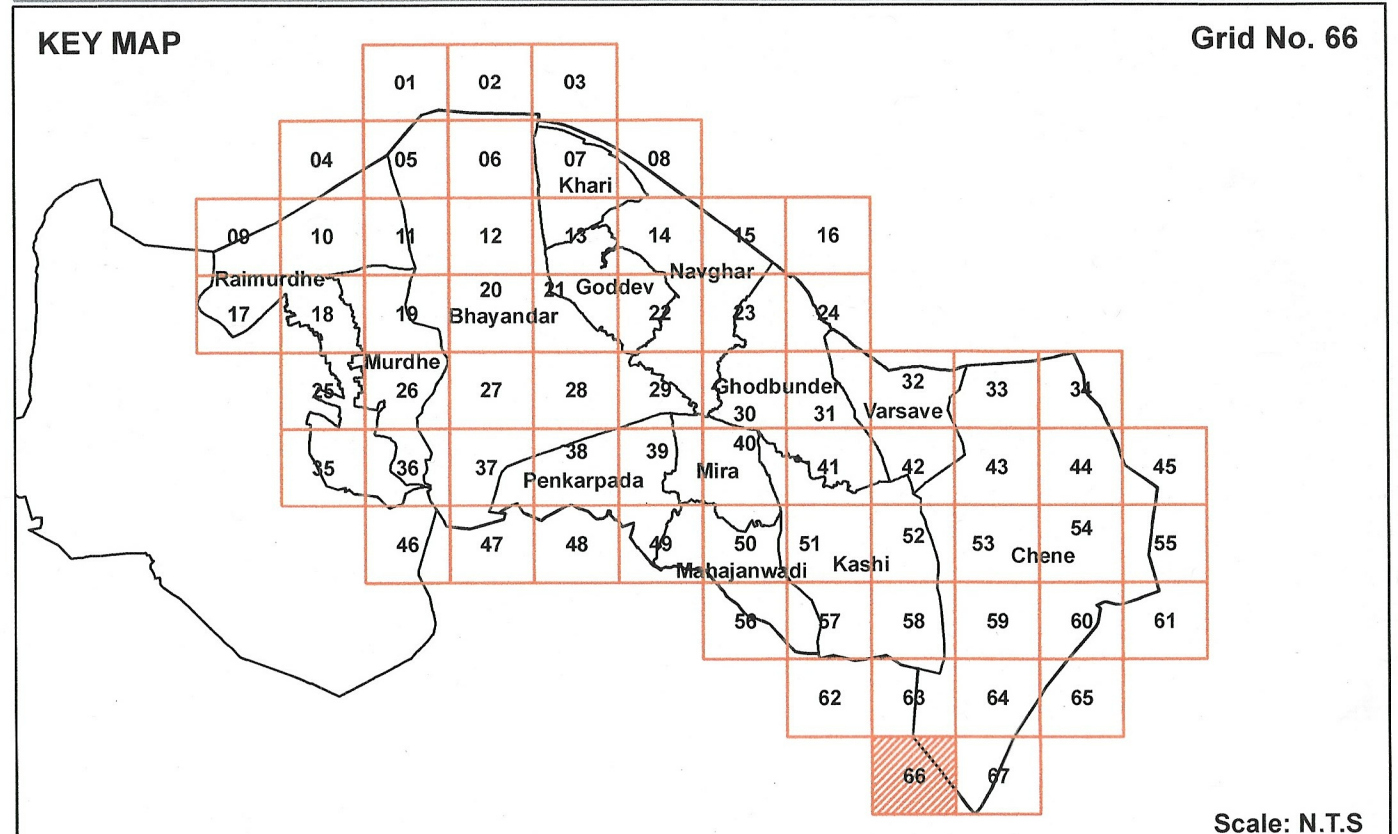 KEY MAP
Grid No. 66
01 02 03
04 05 06 07 08
Khari
09 10 11 12 13 14 15 16
Raimurdhe Goddev Navghar
17 18 19 20 21 22 23 24
Bhayandar
Murdhe
25 26 27 28 29 30 31 32 33 34
Ghodbunder
Varsave
35 36 37 38 39 40 41 42 43 44 45
Penkarpada Mira
46 47 48 49 50 51 52 53 54 55
Mahajanwadi Kashi Chene
56 57 58 59 60 61
62 63 64 65
66 67
Scale: N.T.S